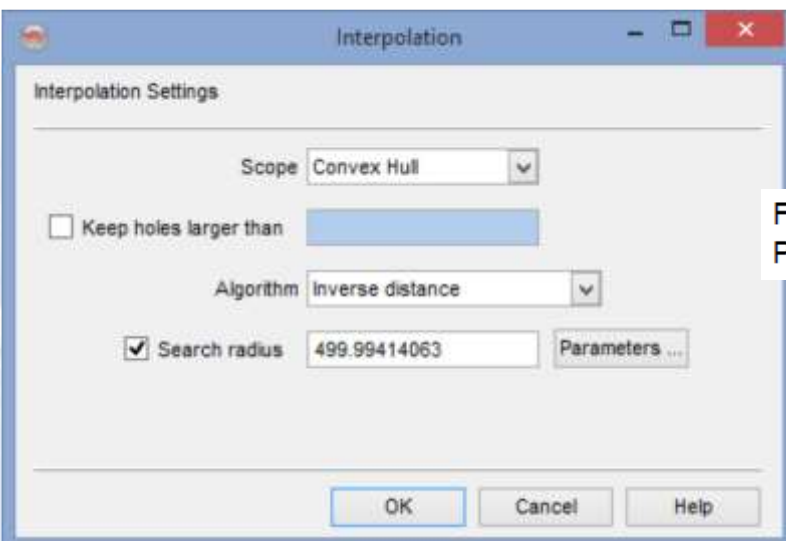 Interpolation
Interpolation Settings
Scope Convex Hull
Keep holes larger than
Algorithm Inverse distance
Search radius 499.99414063 Parameters ...
OK Cancel Help